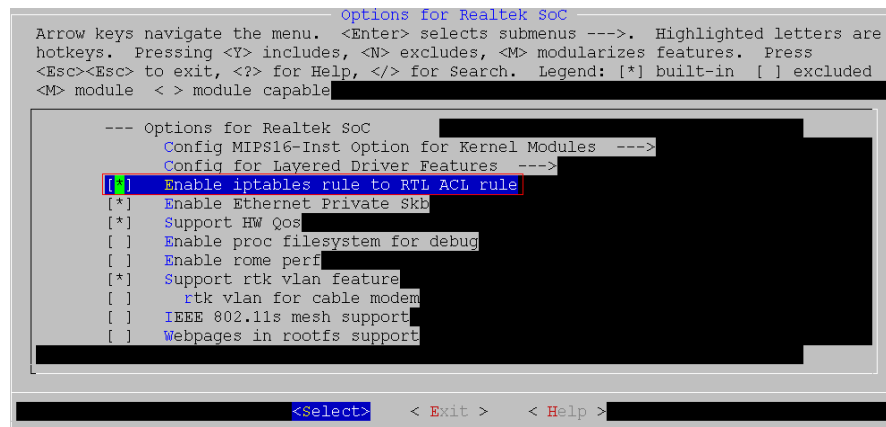 Options for Realtek SoC
Arrow keys navigate the menu.  <Enter> selects submenus --->.  Highlighted letters are
hotkeys.  Pressing <Y> includes, <N> excludes, <M> modularizes features.  Press
<Esc><Esc> to exit, <?> for Help, </> for Search.  Legend: [*] built-in  [ ] excluded
<M> module  < > module capable
--- Options for Realtek SoC
Config MIPS16-Inst Option for Kernel Modules  --->
Config for Layered Driver Features  --->
[*]   Enable iptables rule to RTL ACL rule
[*]   Enable Ethernet Private Skb
[*]   Support HW Qos
[ ]   Enable proc filesystem for debug
[ ]   Enable rome perf
[*]   Support rtk vlan feature
[ ]     rtk vlan for cable modem
[ ]   IEEE 802.11s mesh support
[ ]   Webpages in rootfs support
<Select>    < Exit >    < Help >